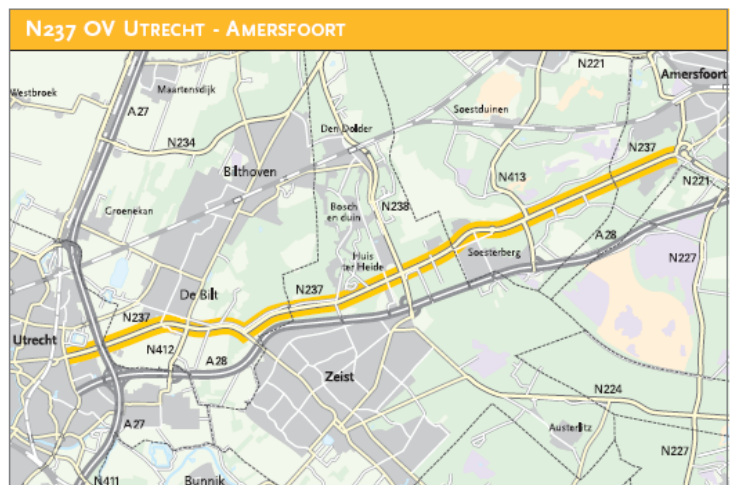 N237 OV Utrecht - Amersfoort
N221
Amersfoort
Westbroek
Maartensdijk
A27
Soestduinen
Den Dolder
N234
N237
Bilthoven
N413
N221
Groenekan
Bosch
en duin
N238
A28
Huis
ter Heide
Soesterberg
N227
De Bilt
N237
N237
Utrecht
N412
A28
Zeist
N224
A27
Austerlitz
N227
N411
Bunnik